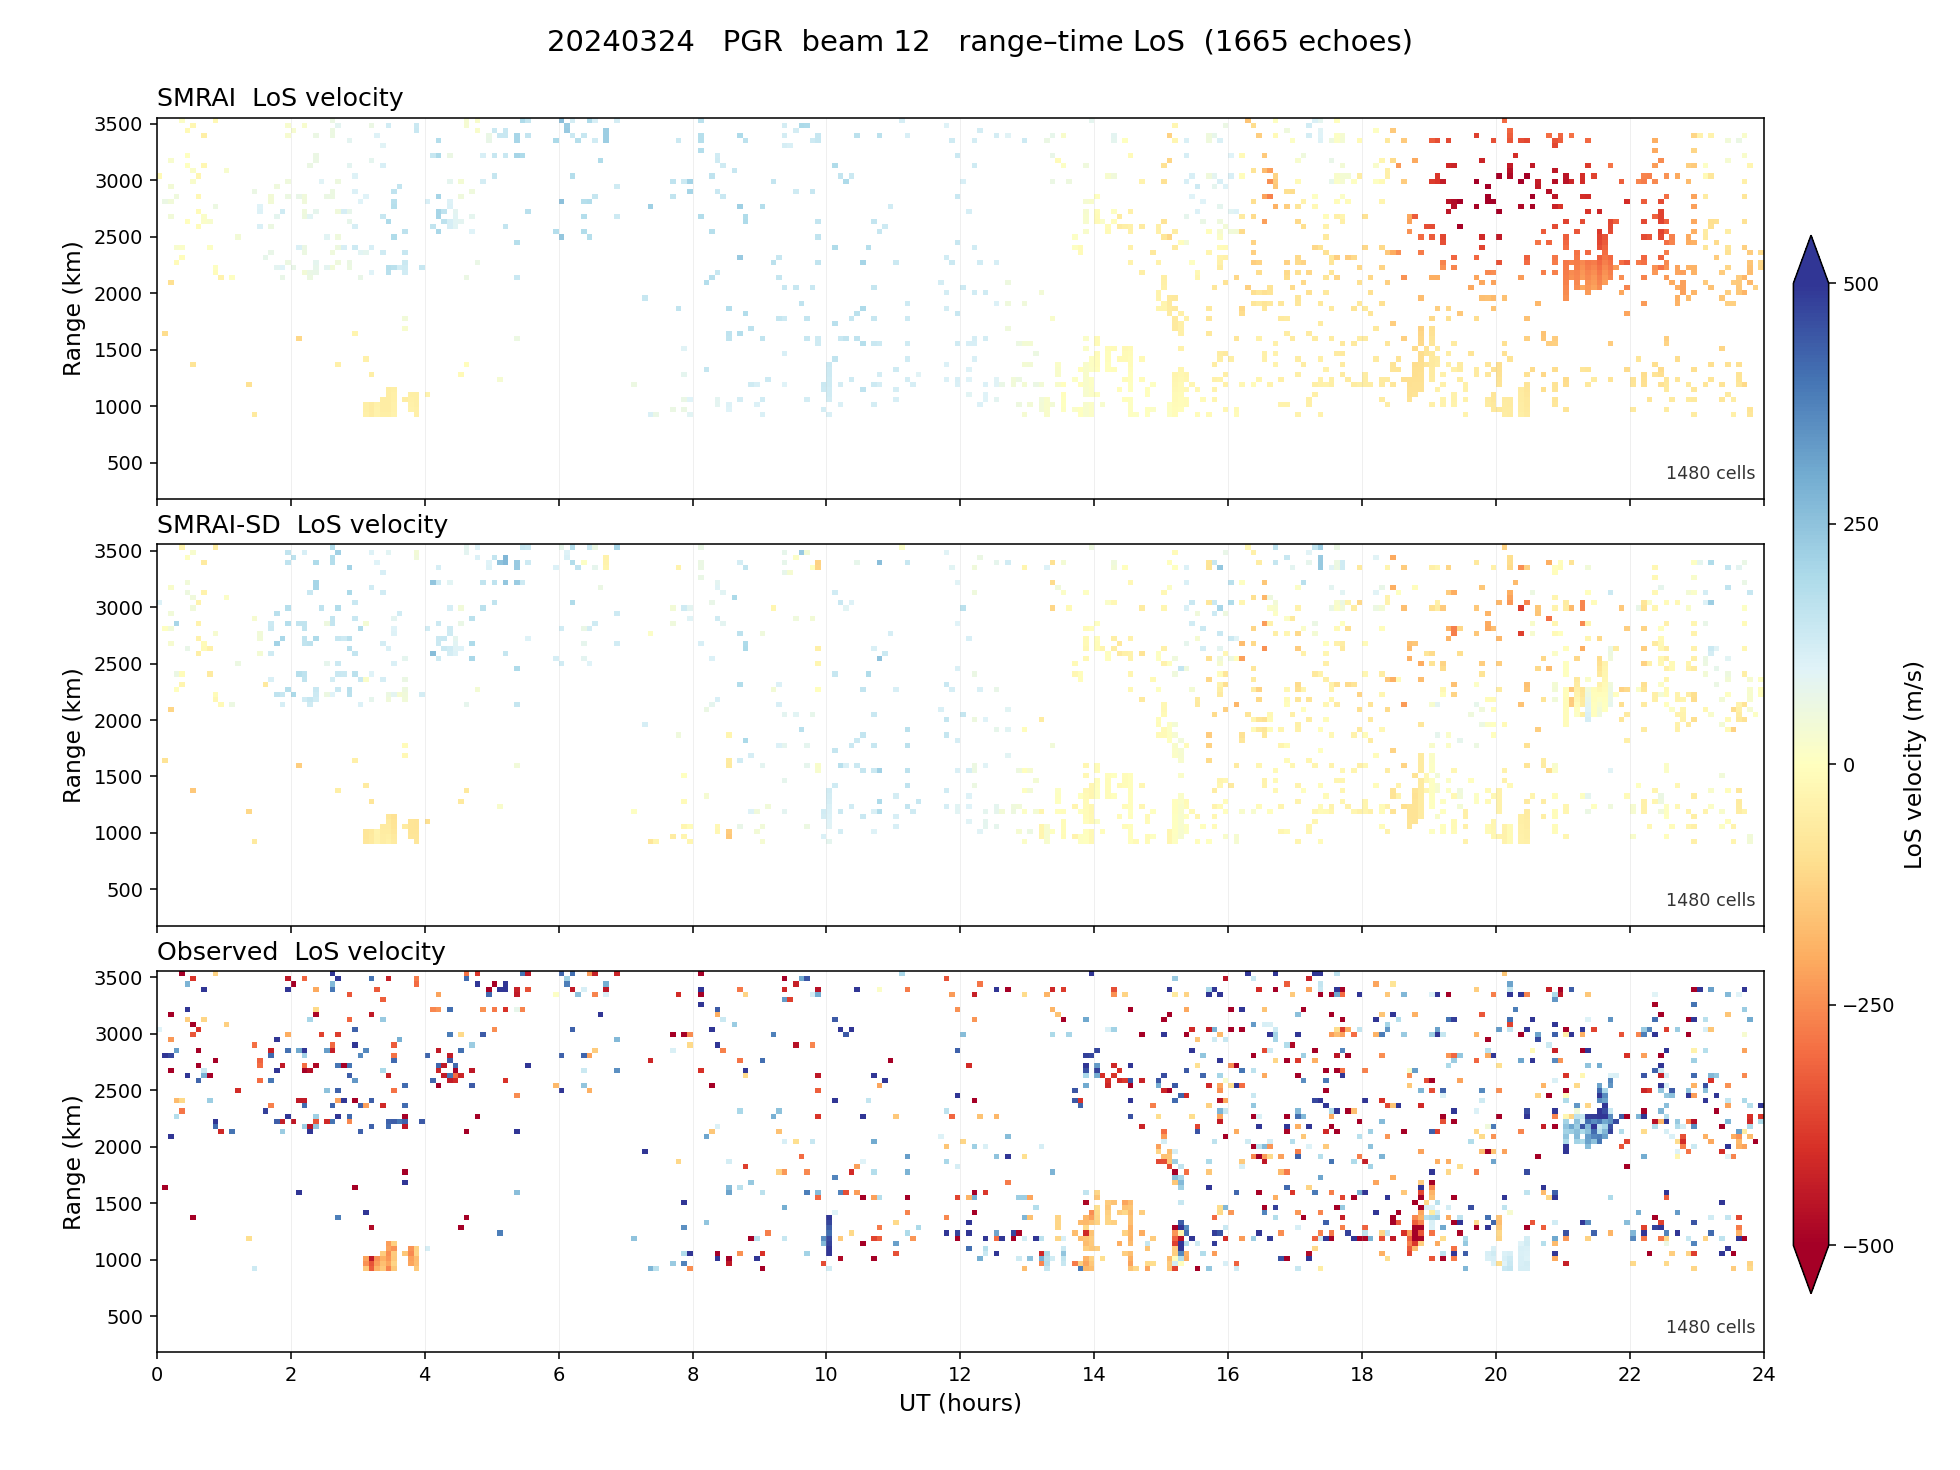 20240324 PGR beam 12 range–time LoS (1665 echoes)
SMRAI LoS velocity
3500
3000
2500
2000
1500
1000
500
Range (km)
1480 cells
SMRAI-SD LoS velocity
3500
3000
2500
2000
1500
1000
500
Range (km)
1480 cells
Observed LoS velocity
3500
3000
2500
2000
1500
1000
500
Range (km)
1480 cells
0 2 4 6 8 10 12 14 16 18 20 22 24
UT (hours)
500
250
0
−250
−500
LoS velocity (m/s)